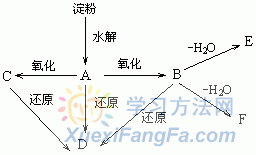 淀粉
水解
-H₂O E
C 氧化 A 氧化 B
-H₂O
还原 还原 还原 F
D
学习方法网
XueXiFangFa.com